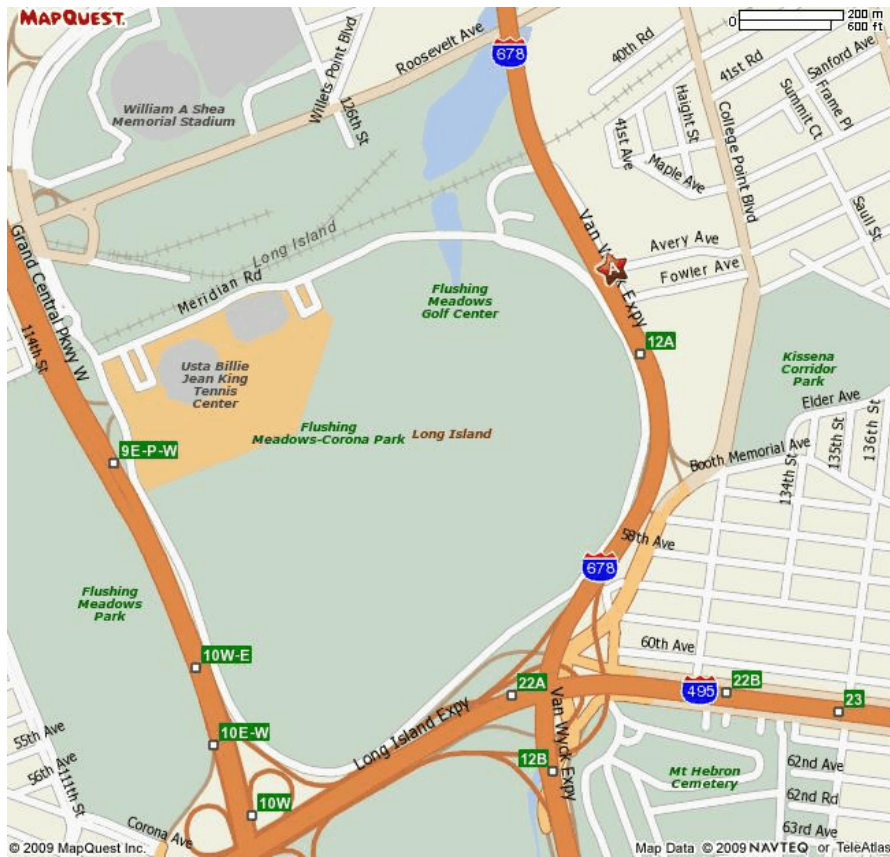 MAPQUEST.
0
200 m
600 ft
Roosevelt Ave
Willets Point Blvd
126th St
678
40th Rd
41st Rd
Sanford Ave
Frame Pl
Summit Ct
Haight St
College Point Blvd
41st Ave
Maple Ave
Saull St
William A Shea
Memorial Stadium
Grand Central Pkwy W
114th St
Long Island
Meridian Rd
Van Wyck Expy
A
Avery Ave
Fowler Ave
Flushing
Meadows
Golf Center
12A
Kissena
Corridor
Park
Usta Billie
Jean King
Tennis
Center
Flushing
Meadows-Corona Park
Long Island
Elder Ave
Booth Memorial Ave
134th St
135th St
136th St
9E-P-W
58th Ave
678
Flushing
Meadows
Park
60th Ave
10W-E
22A
495
22B
23
Long Island Expy
Van Wyck Expy
10E-W
12B
55th Ave
56th Ave
111th St
Corona Ave
10W
Mt Hebron
Cemetery
62nd Ave
62nd Rd
63rd Ave
© 2009 MapQuest Inc.
Map Data © 2009 NAVTEQ or TeleAtlas